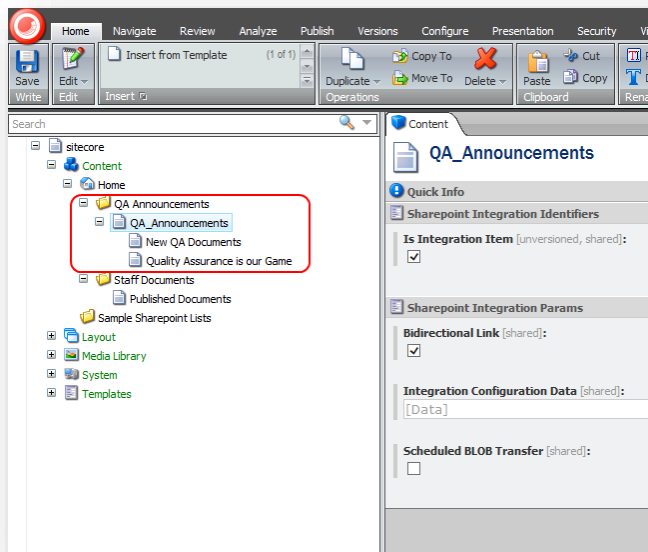 Home Navigate Review Analyze Publish Versions Configure Presentation Security
Save
Write
Edit
Edit
Insert from Template (1 of 1)
Insert
Duplicate
Copy To
Move To
Delete
Operations
Paste
Cut
Copy
Clipboard
Search
sitecore
Content
Home
QA Announcements
QA_Announcements
New QA Documents
Quality Assurance is our Game
Staff Documents
Published Documents
Sample Sharepoint Lists
Layout
Media Library
System
Templates
Content
QA_Announcements
Quick Info
Sharepoint Integration Identifiers
Is Integration Item [unversioned, shared]:
Sharepoint Integration Params
Bidirectional Link [shared]:
Integration Configuration Data [shared]:
[Data]
Scheduled BLOB Transfer [shared]: